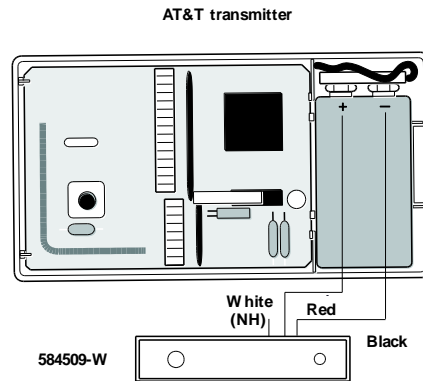 AT&T transmitter
+ −
White
(NH)
Red
Black
584509-W